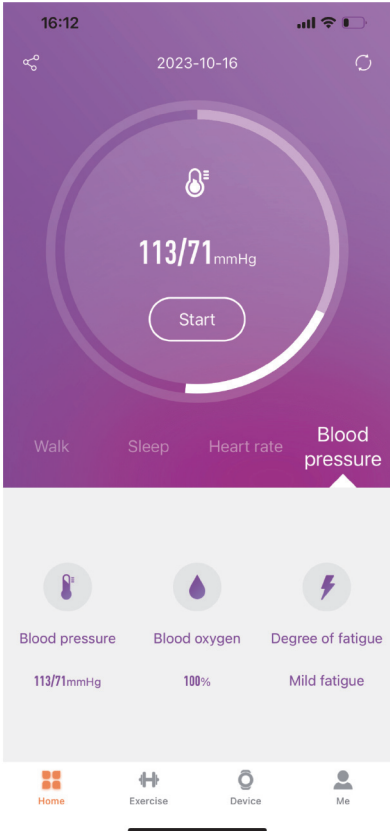 16:12
2023-10-16
113/71mmHg
Start
Walk
Sleep
Heart rate
Blood
pressure
Blood pressure
Blood oxygen
Degree of fatigue
113/71mmHg
100%
Mild fatigue
Home
Exercise
Device
Me